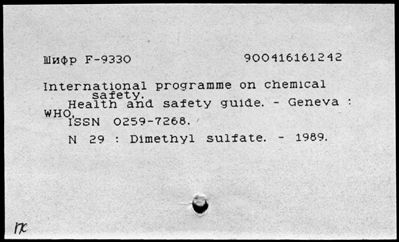 Шифр F-9330 900416161242
International programme on chemical
safety.
Health and safety guide. - Geneva :
WHO.
ISSN 0259-7268.
N 29 : Dimethyl sulfate. - 1989.